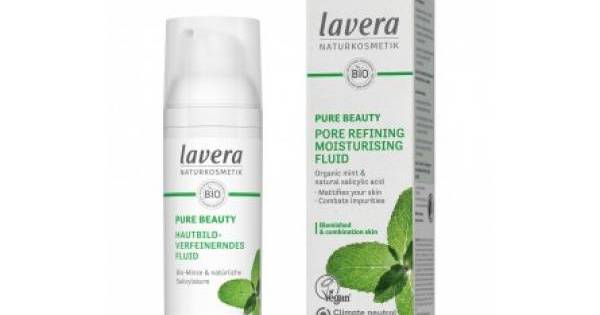 lavera
NATURKOSMETIK
BIO
PURE BEAUTY
HAUTBILD-
VERFEINERNDES
FLUID
Bio-Minze & natürliche
Salicylsäure
lavera
NATURKOSMETIK
BIO
PURE BEAUTY
PORE REFINING
MOISTURISING
FLUID
Organic mint &
natural salicylic acid
- Mattifies your skin
- Combats impurities
Blemished
& combination skin
Vegan
Climate neutral